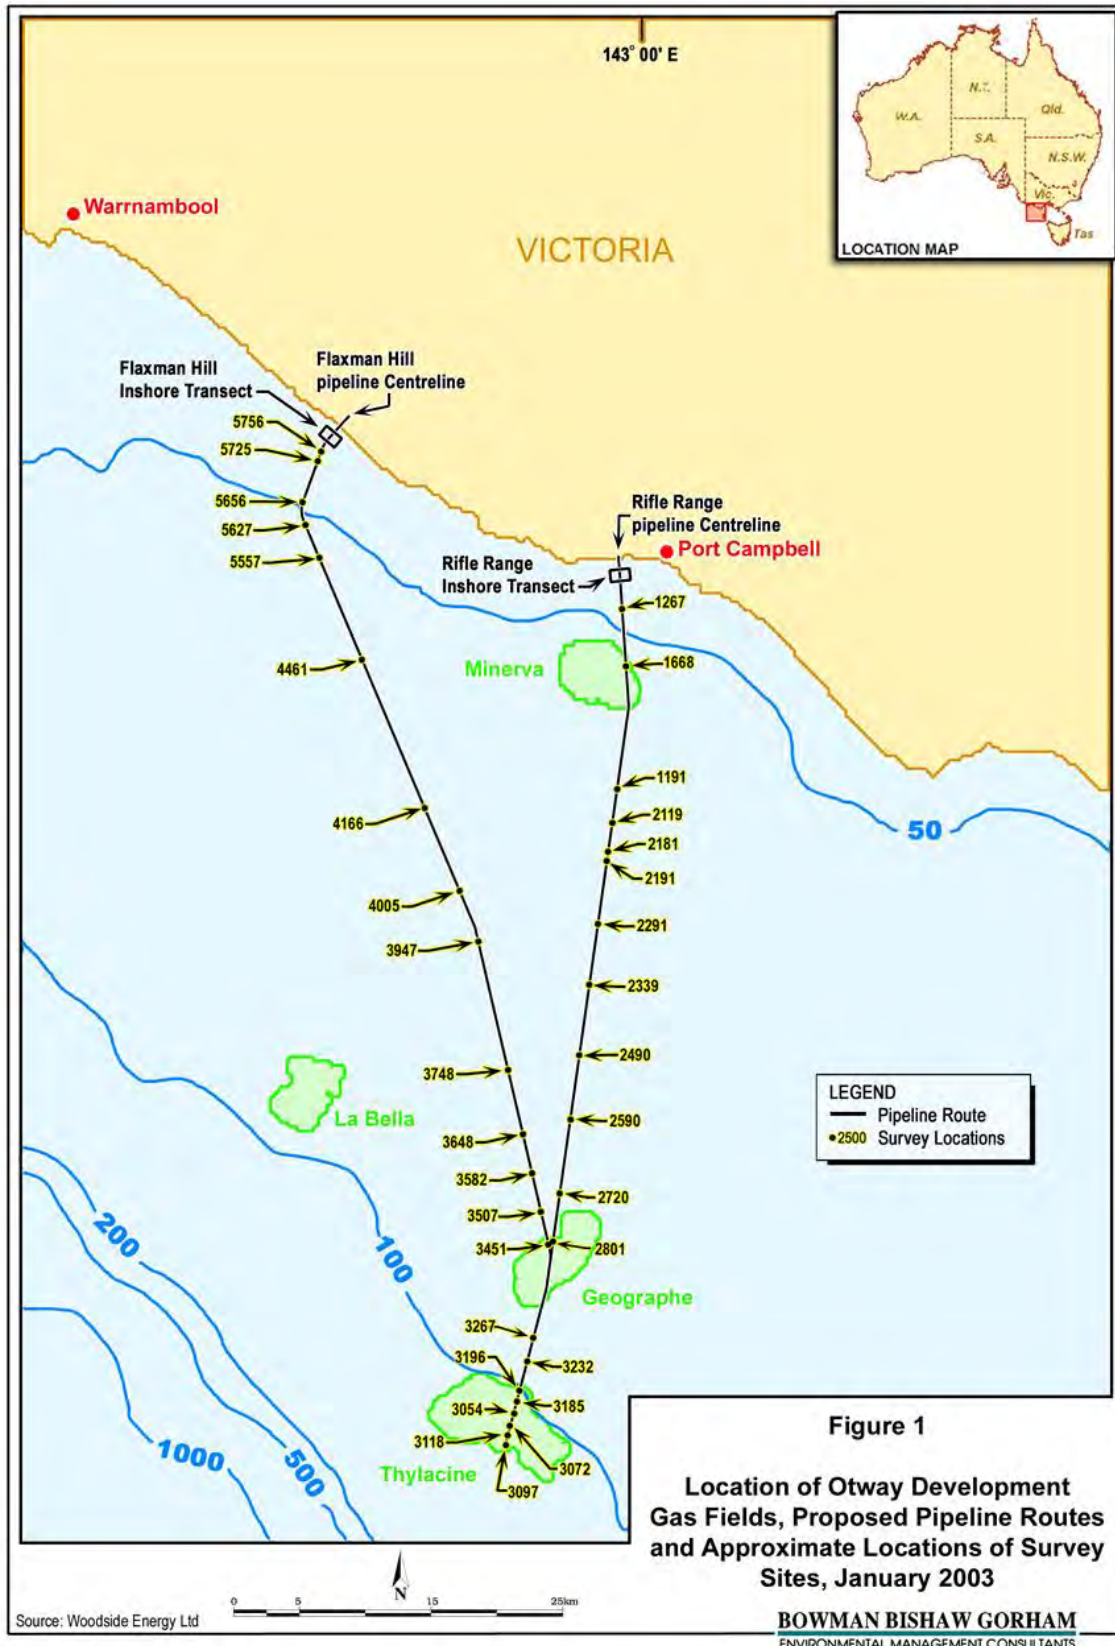 143° 00' E
W.A.
N.T.
Qld.
S.A.
N.S.W.
Vic.
Tas
LOCATION MAP
Warrnambool
VICTORIA
Flaxman Hill
Inshore Transect
Flaxman Hill
pipeline Centreline
5756
5725
5656
5627
5557
Rifle Range
pipeline Centreline
Port Campbell
Rifle Range
Inshore Transect
1267
Minerva
1668
4461
1191
4166
2119
50
2181
2191
4005
2291
3947
2339
2490
3748
LEGEND
Pipeline Route
2500 Survey Locations
La Bella
2590
3648
3582
2720
3507
200
100
3451
2801
Geographe
3267
3196
3232
3054
3185
3118
3072
Thylacine
3097
1000
500
Figure 1
Location of Otway Development
Gas Fields, Proposed Pipeline Routes
and Approximate Locations of Survey
Sites, January 2003
N
0 5 15 25km
Source: Woodside Energy Ltd
BOWMAN BISHAW GORHAM
ENVIRONMENTAL MANAGEMENT CONSULTANTS